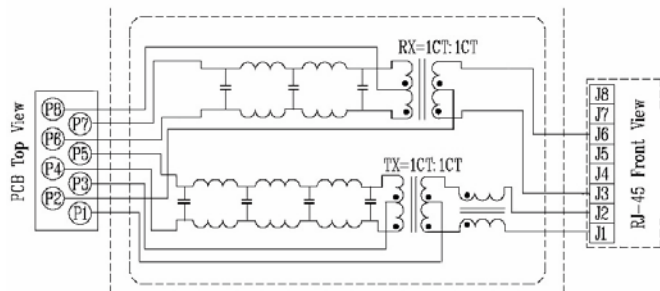 RX=1CT:1CT
P8
P7
P6
P5
P4
P3
P2
P1
PCB Top View
TX=1CT:1CT
J8
J7
J6
J5
J4
J3
J2
J1
RJ-45 Front View